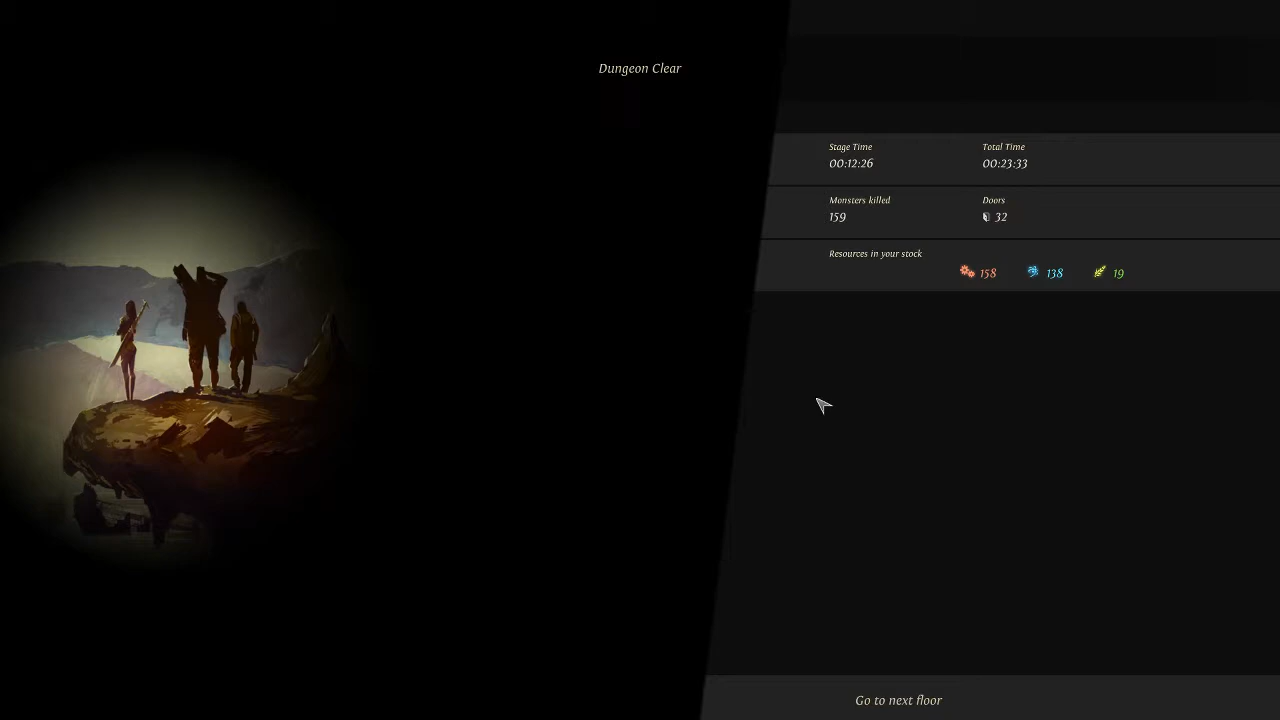 Dungeon Clear
Stage Time Total Time
00:12:26 00:23:33
Monsters killed Doors
159 32
Resources in your stock
158 138 19
Go to next floor